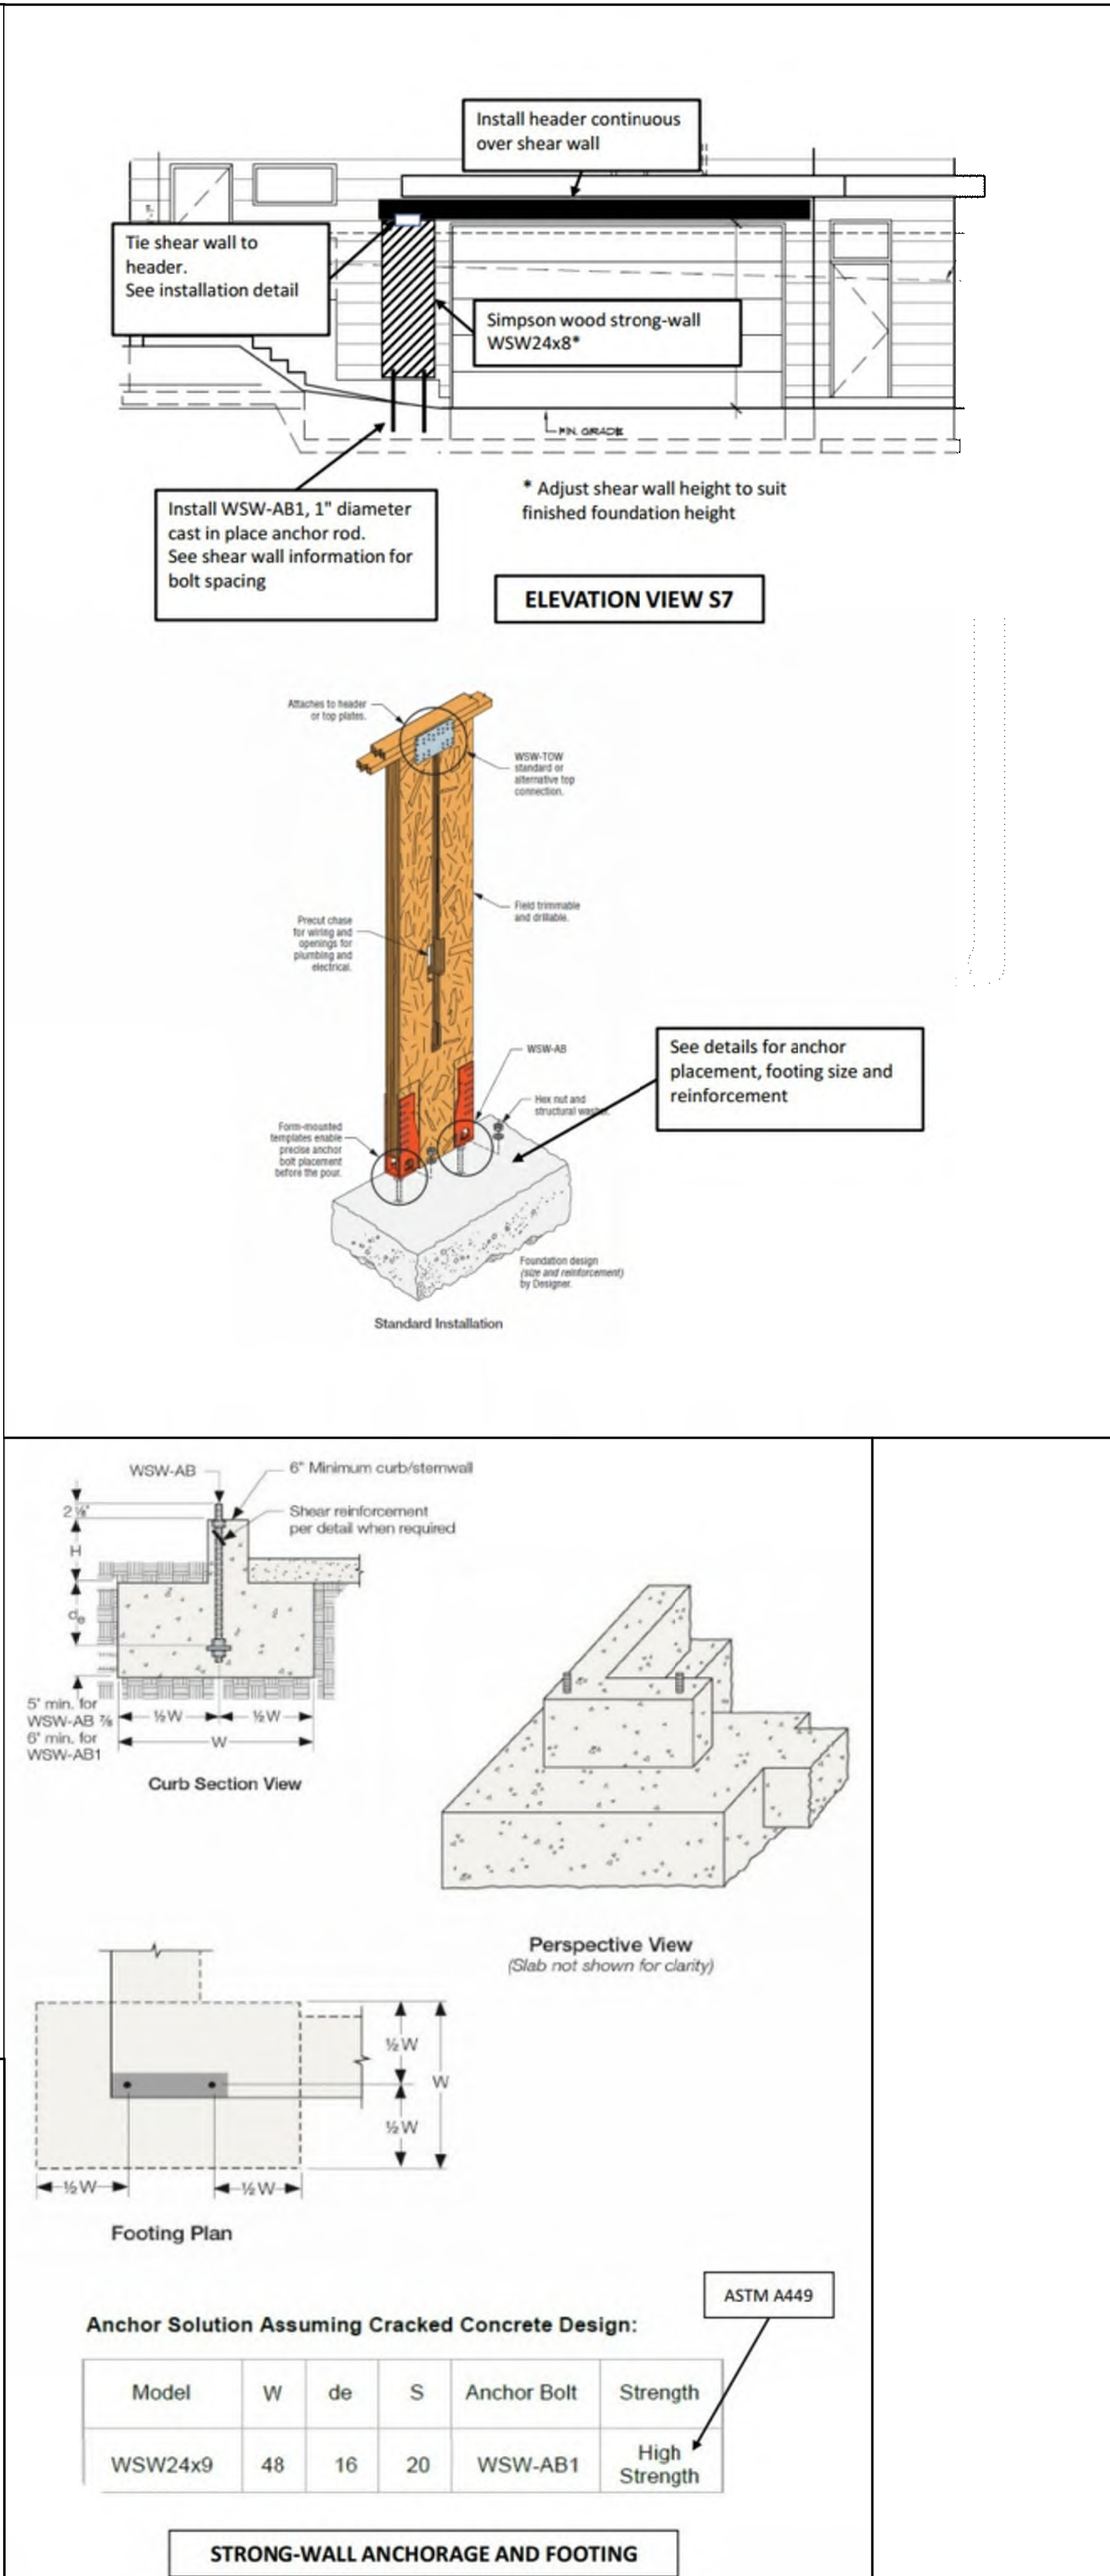 Install header continuous
over shear wall
Tie shear wall to
header.
See installation detail
Simpson wood strong-wall
WSW24x8*
FIN. GRADE
* Adjust shear wall height to suit
finished foundation height
Install WSW-AB1, 1" diameter
cast in place anchor rod.
See shear wall information for
bolt spacing
ELEVATION VIEW S7
Attaches to header
or top plates.
WSW-TOW
standard or
alternative top
connection.
Field trimmable
and drillable.
Precut chase
for wiring and
openings for
plumbing and
electrical.
WSW-AB
Hex nut and
structural washer.
See details for anchor
placement, footing size and
reinforcement
Form-mounted
templates enable
precise anchor
bolt placement
before the pour.
Foundation design
(size and reinforcement)
by Designer.
Standard Installation
WSW-AB
6" Minimum curb/stemwall
Shear reinforcement
per detail when required
2⅛"
H
de
5" min. for
WSW-AB ⅞
6" min. for
WSW-AB1
½W
½W
W
Curb Section View
Perspective View
(Slab not shown for clarity)
½W
W
½W
½W
½W
Footing Plan
ASTM A449
Anchor Solution Assuming Cracked Concrete Design:
Model W de S Anchor Bolt Strength
WSW24x9 48 16 20 WSW-AB1 High
Strength
STRONG-WALL ANCHORAGE AND FOOTING